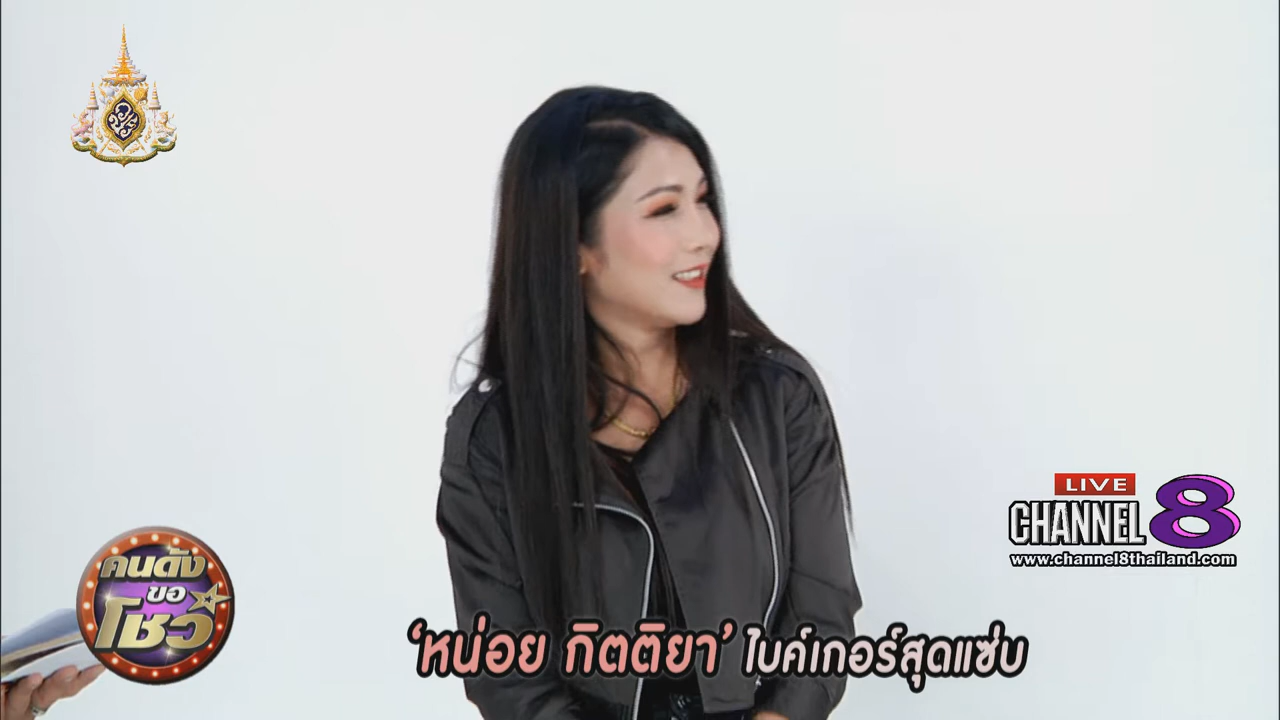 LIVE
CHANNEL 8
www.channel8thailand.com
คนดัง
ขอ
โชว์
‘หน่อย กิตติยา’ ไบค์เกอร์สุดแซ่บ